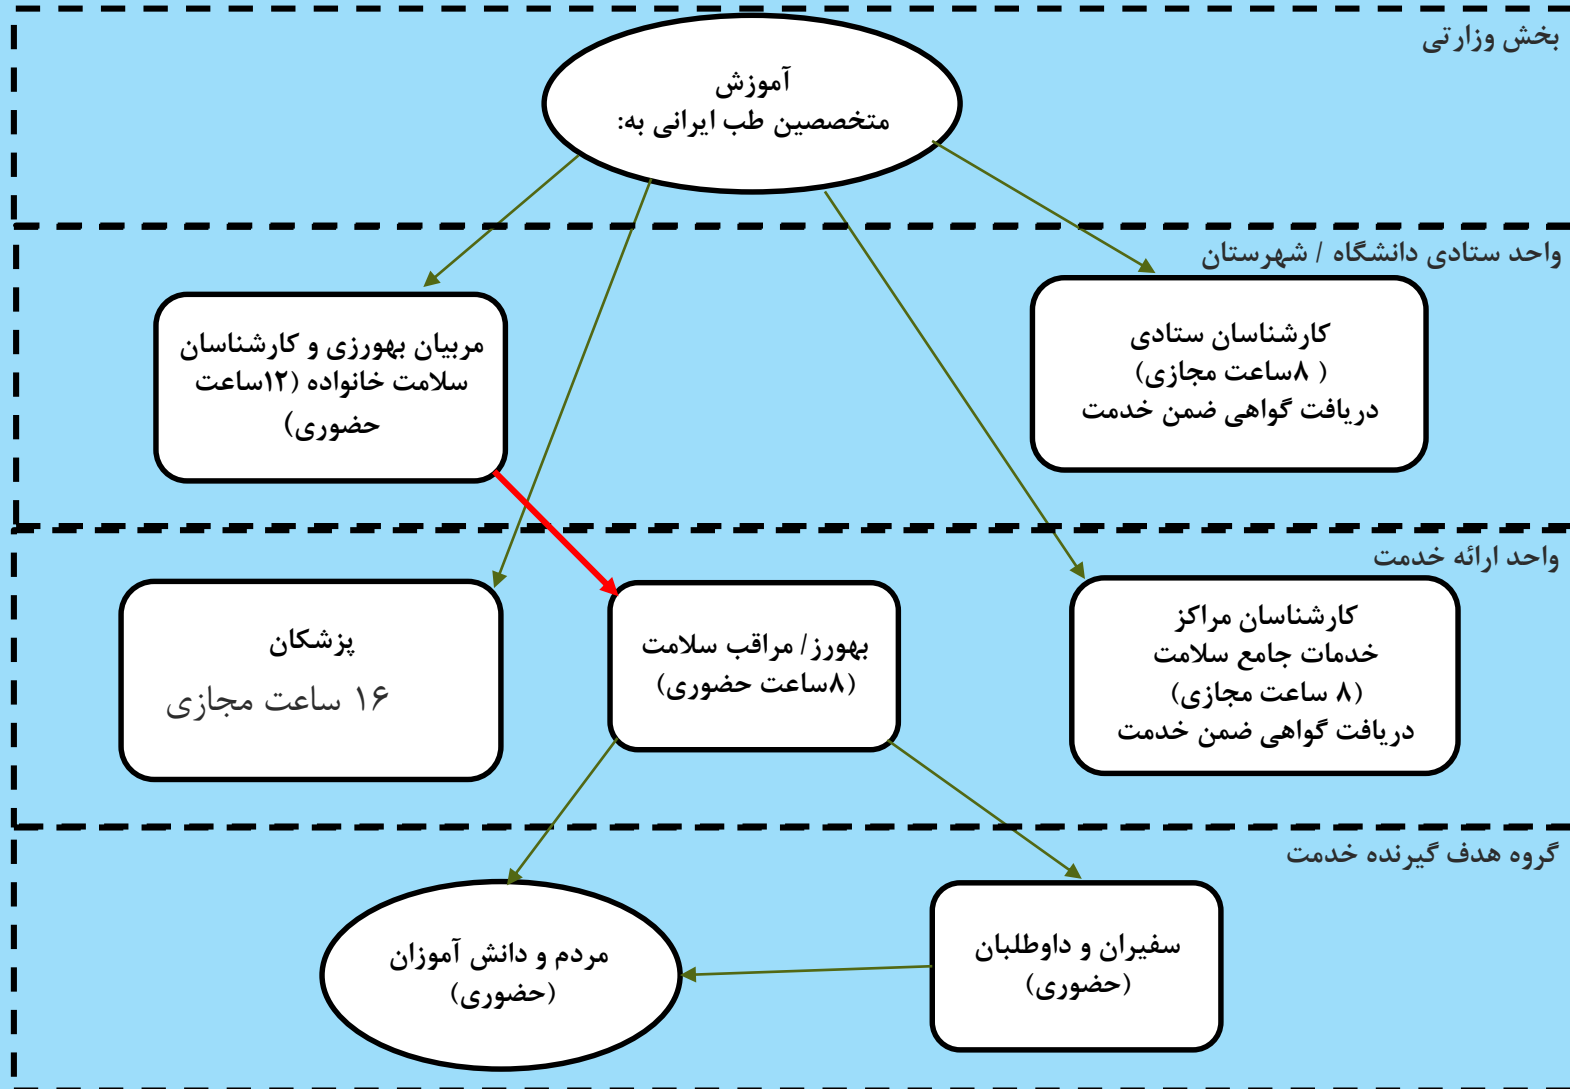 بخش وزارتی
آموزش
متخصصین طب ایرانی به:
واحد ستادی دانشگاه / شهرستان
کارشناسان ستادی
( ۸ساعت مجازی)
دریافت گواهی ضمن خدمت
مربیان بهورزی و کارشناسان
سلامت خانواده (۱۲ساعت
حضوری)
واحد ارائه خدمت
کارشناسان مراکز
خدمات جامع سلامت
(۸ ساعت مجازی)
دریافت گواهی ضمن خدمت
بهورز/ مراقب سلامت
(۸ساعت حضوری)
پزشکان
۱۶ ساعت مجازی
گروه هدف گیرنده خدمت
سفیران و داوطلبان
(حضوری)
مردم و دانش آموزان
(حضوری)